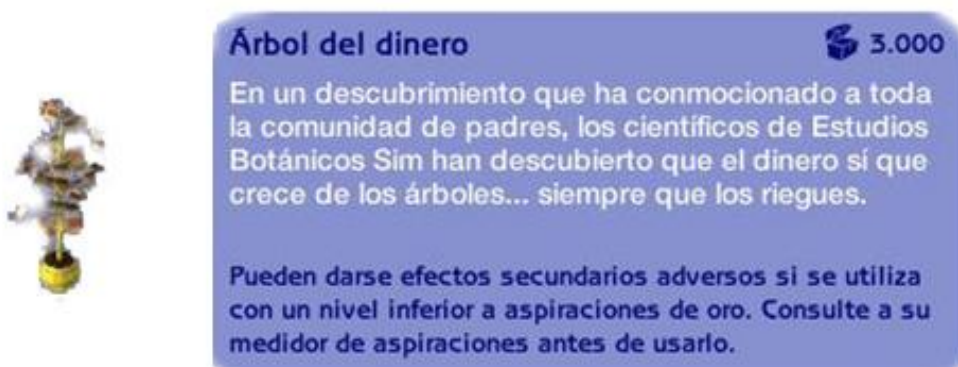 Árbol del dinero 3.000
En un descubrimiento que ha conmocionado a toda
la comunidad de padres, los científicos de Estudios
Botánicos Sim han descubierto que el dinero sí que
crece de los árboles... siempre que los riegues.
Pueden darse efectos secundarios adversos si se utiliza
con un nivel inferior a aspiraciones de oro. Consulte a su
medidor de aspiraciones antes de usarlo.